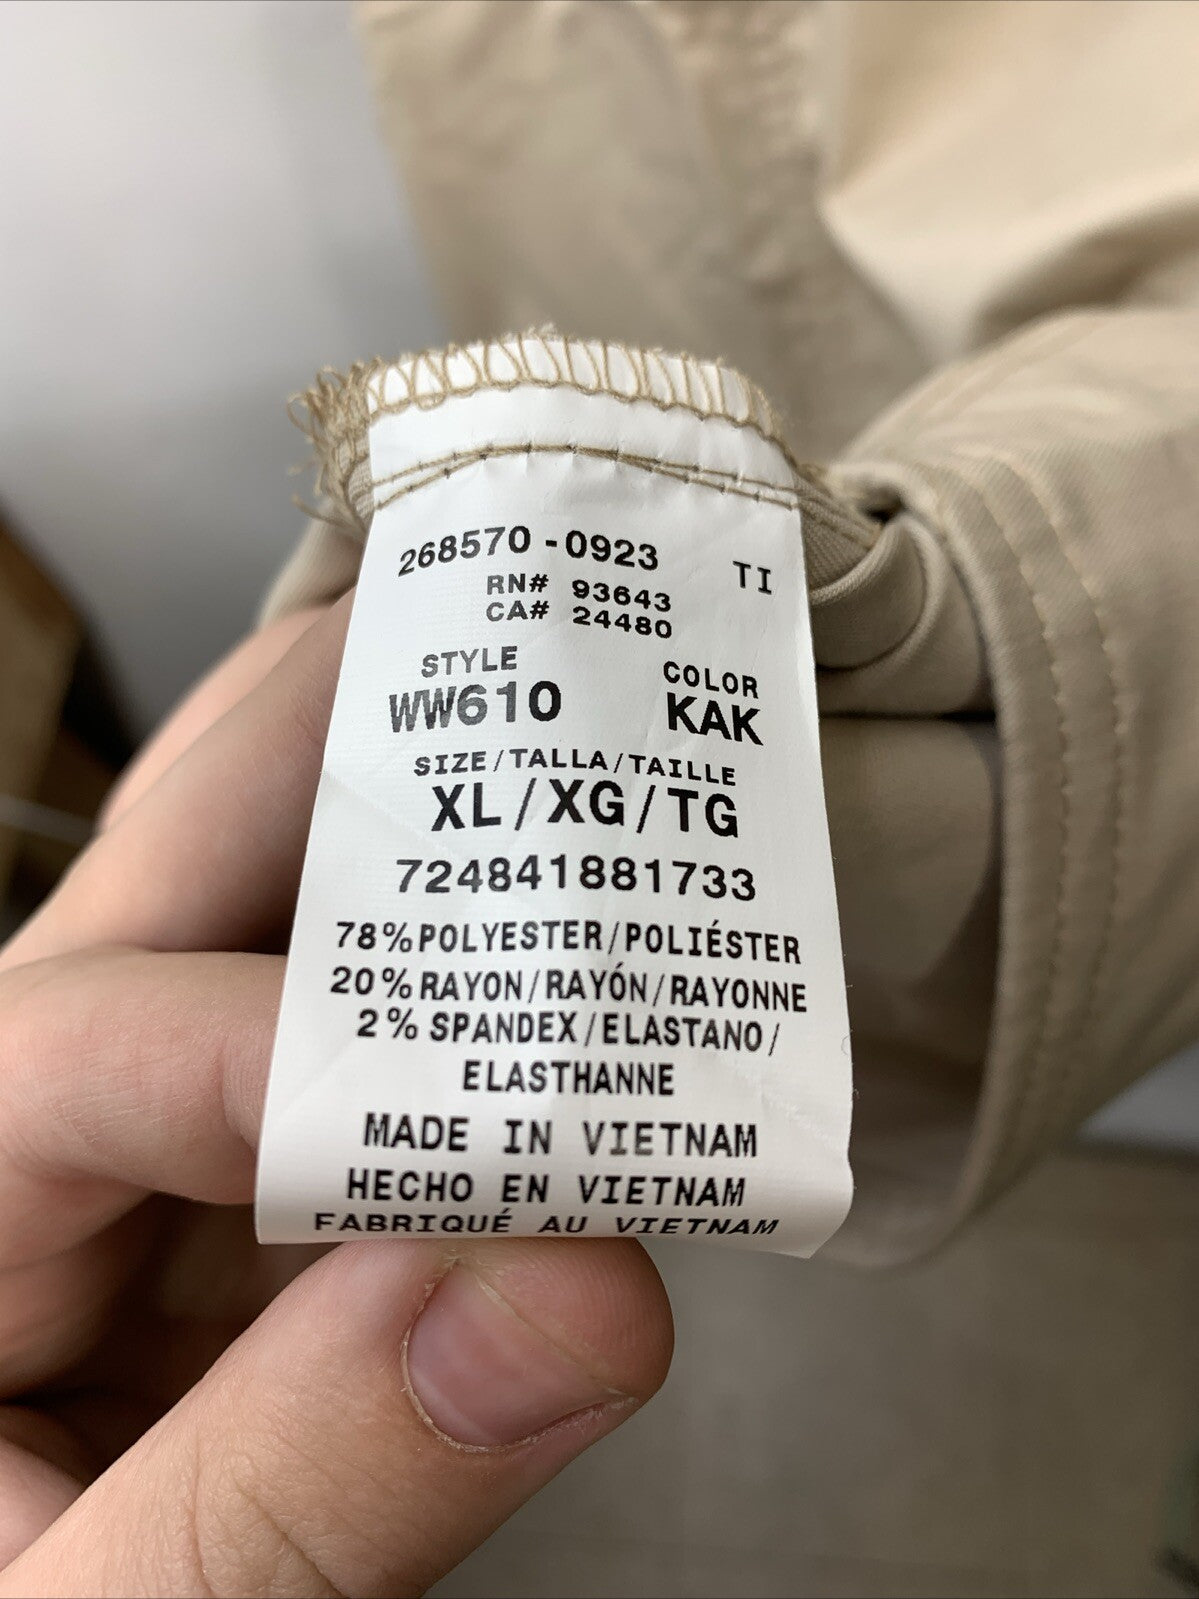 268570-0923 TI
RN# 93643
CA# 24480
STYLE COLOR
WW610 KAK
SIZE/TALLA/TAILLE
XL/XG/TG
724841881733
78%POLYESTER/POLIÉSTER
20%RAYON/RAYÓN/RAYONNE
2%SPANDEX/ELASTANO/
ELASTHANNE
MADE IN VIETNAM
HECHO EN VIETNAM
FABRIQUÉ AU VIETNAM